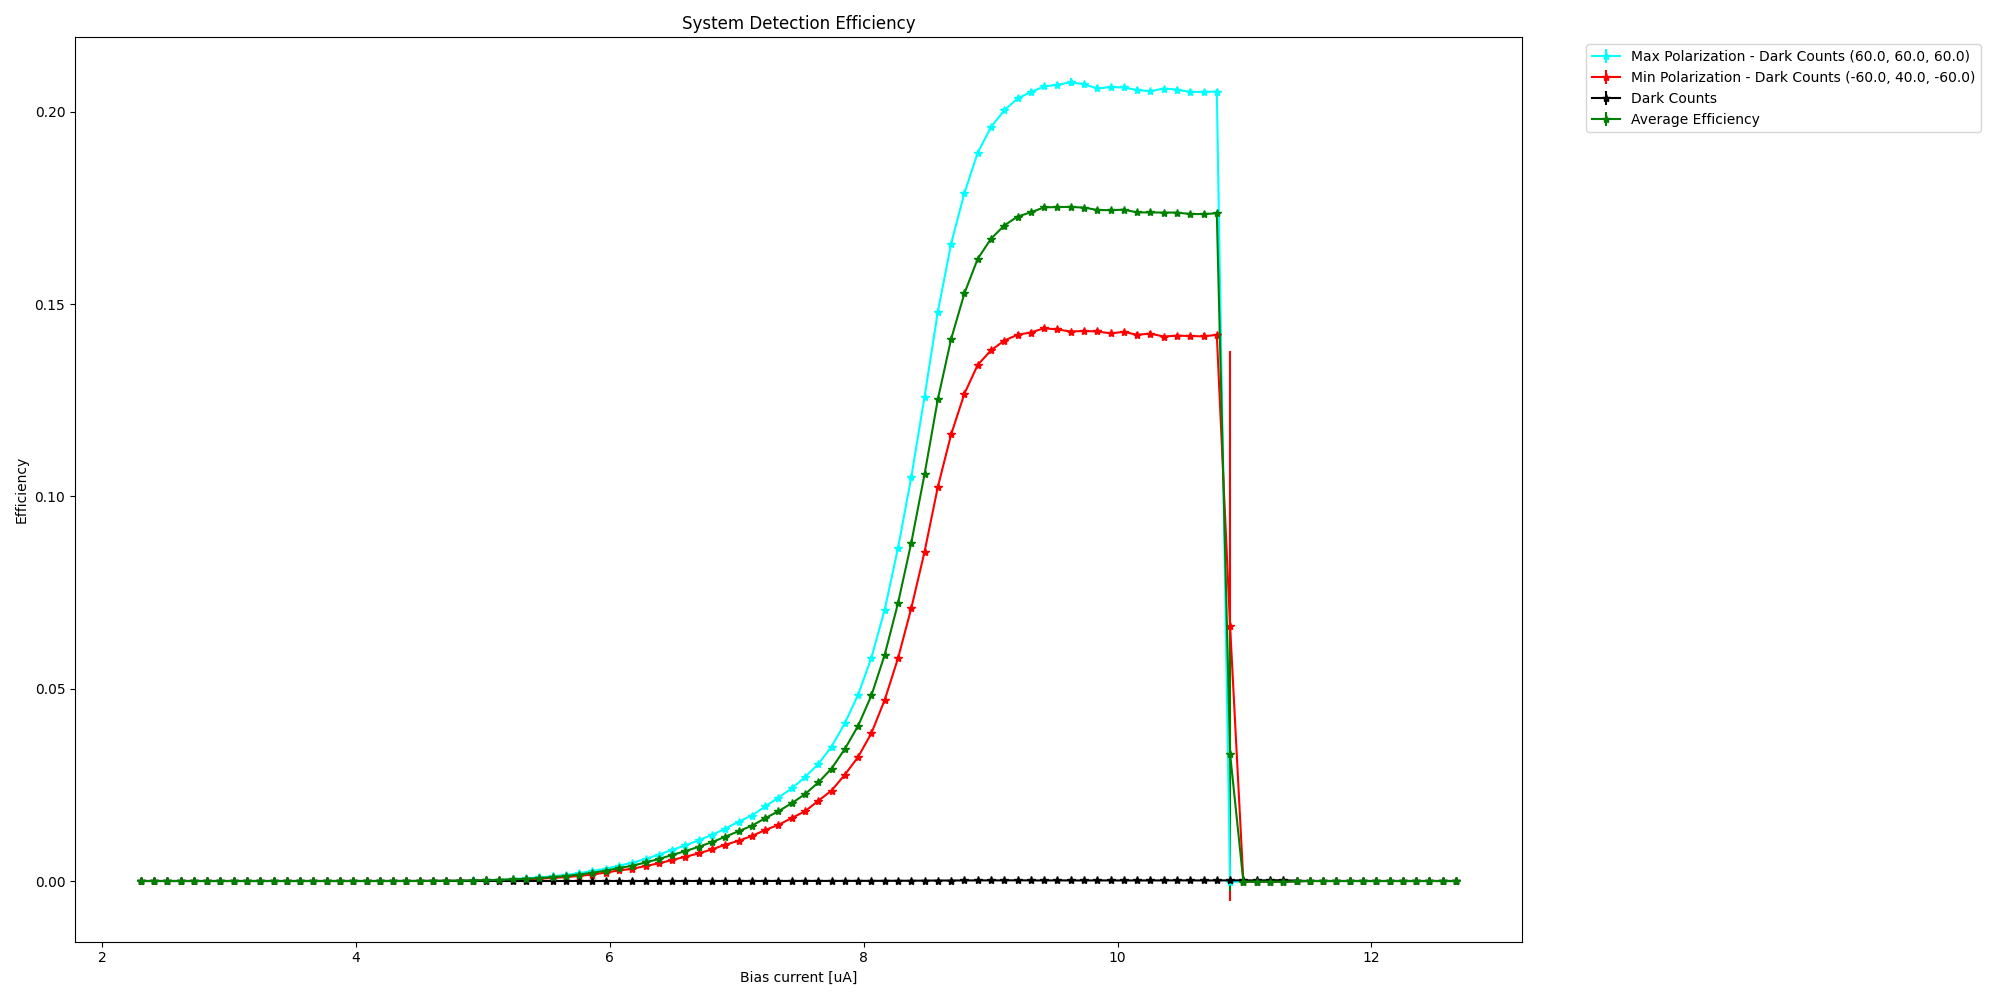 System Detection Efficiency
Max Polarization - Dark Counts (60.0, 60.0, 60.0)
Min Polarization - Dark Counts (-60.0, 40.0, -60.0)
Dark Counts
Average Efficiency
0.20
0.15
0.10
0.05
0.00
Efficiency
2 4 6 8 10 12
Bias current [uA]